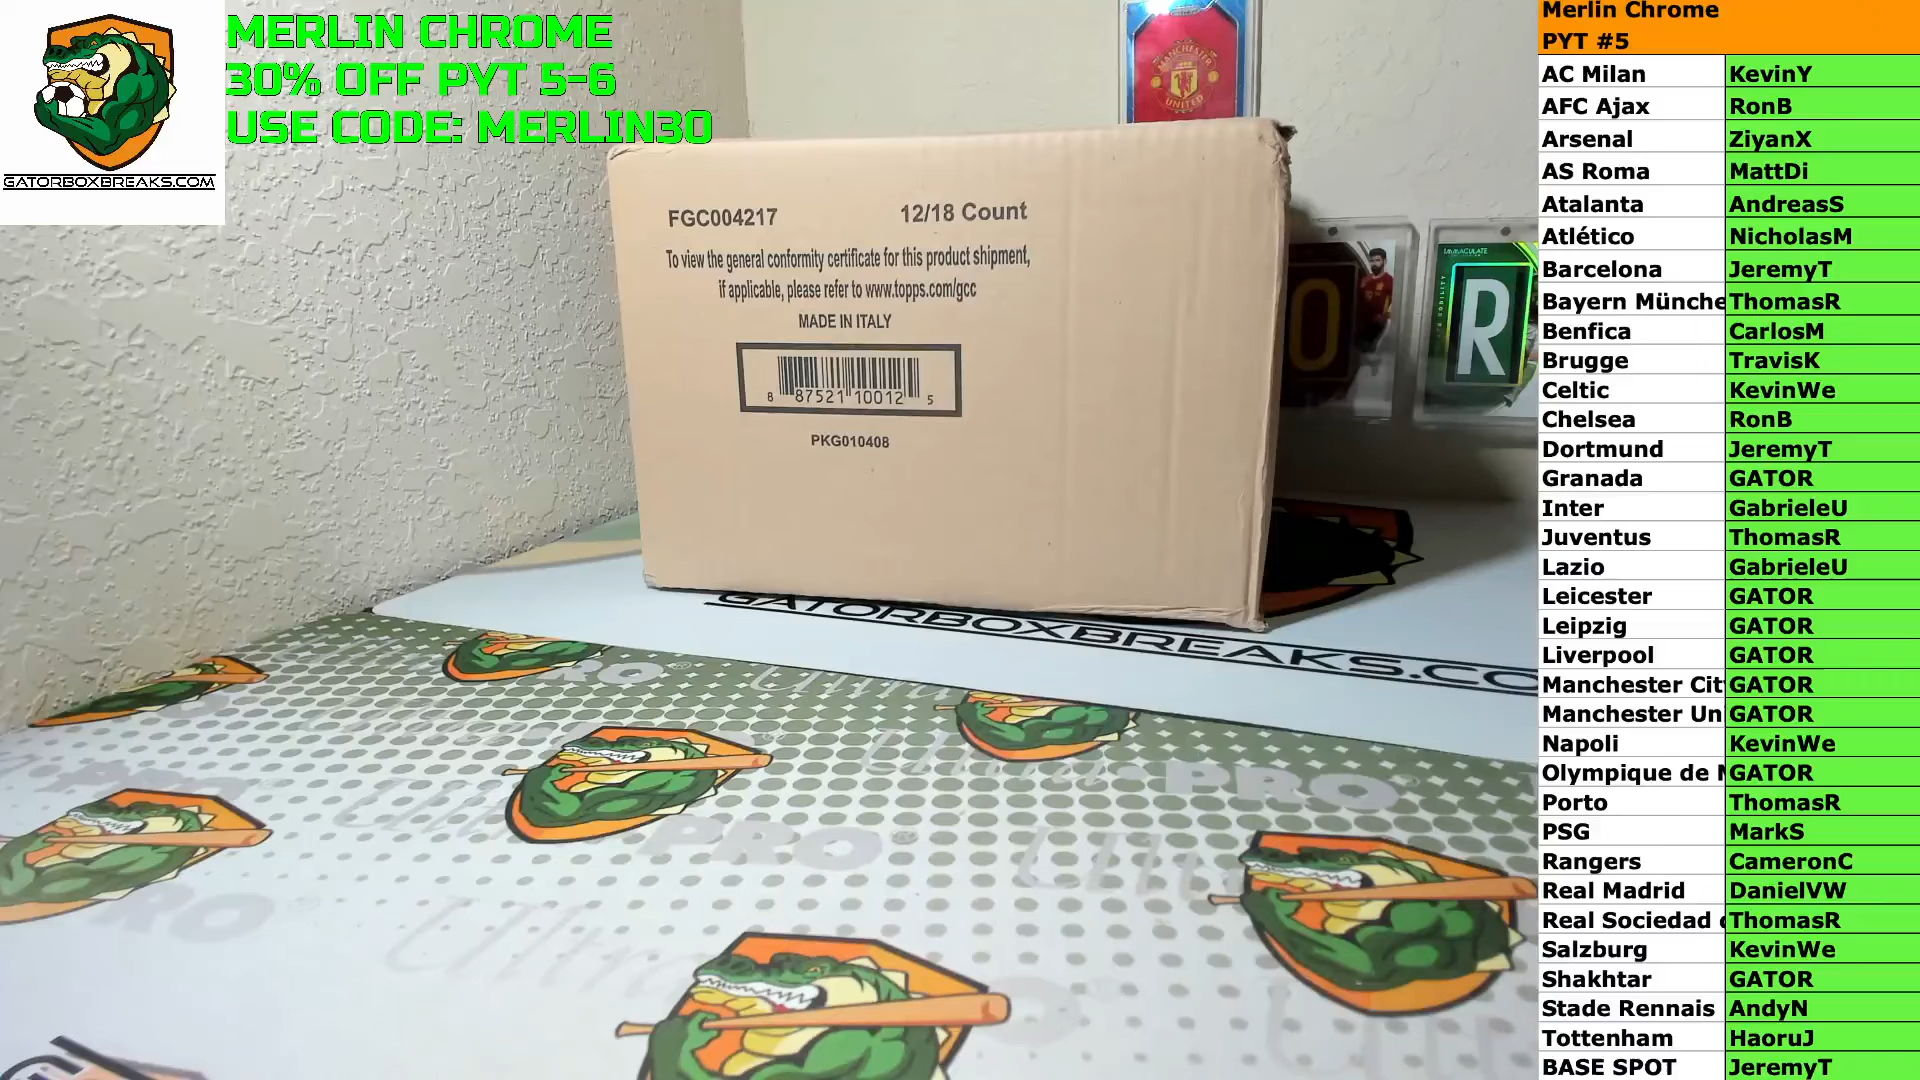 MERLIN CHROME
30% OFF PYT 5-6
USE CODE: MERLIN30
GATORBOXBREAKS.COM
MANCHESTER
UNITED
FGC004217
12/18 Count
To view the general conformity certificate for this product shipment,
if applicable, please refer to www.topps.com/gcc
MADE IN ITALY
8 87521 10012 5
PKG010408
IMMACULATE
O
R
GATORBOXBREAKS.CO
PRO
PRO
PRO
Merlin Chrome
PYT #5
AC Milan KevinY
AFC Ajax RonB
Arsenal ZiyanX
AS Roma MattDi
Atalanta AndreasS
Atlético NicholasM
Barcelona JeremyT
Bayern Münche ThomasR
Benfica CarlosM
Brugge TravisK
Celtic KevinWe
Chelsea RonB
Dortmund JeremyT
Granada GATOR
Inter GabrieleU
Juventus ThomasR
Lazio GabrieleU
Leicester GATOR
Leipzig GATOR
Liverpool GATOR
Manchester Cit GATOR
Manchester Un GATOR
Napoli KevinWe
Olympique de GATOR
Porto ThomasR
PSG MarkS
Rangers CameronC
Real Madrid DanielVW
Real Sociedad ThomasR
Salzburg KevinWe
Shakhtar GATOR
Stade Rennais AndyN
Tottenham HaoruJ
BASE SPOT JeremyT